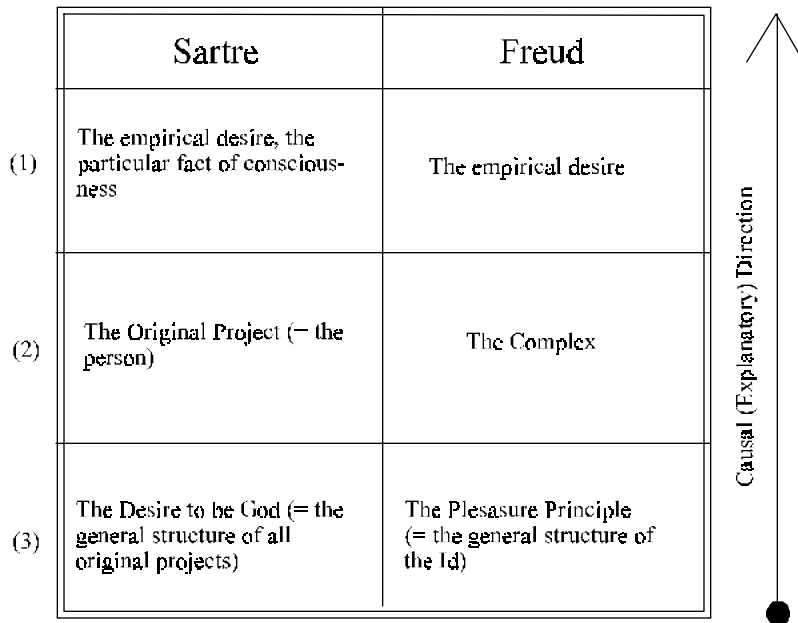 Sartre
Freud
(1)
The empirical desire, the
particular fact of conscious-
ness
The empirical desire
(2)
The Original Project (= the
person)
The Complex
(3)
The Desire to be God (= the
general structure of all
original projects)
The Plesasure Principle
(= the general structure of
the Id)
Causal (Explanatory) Direction